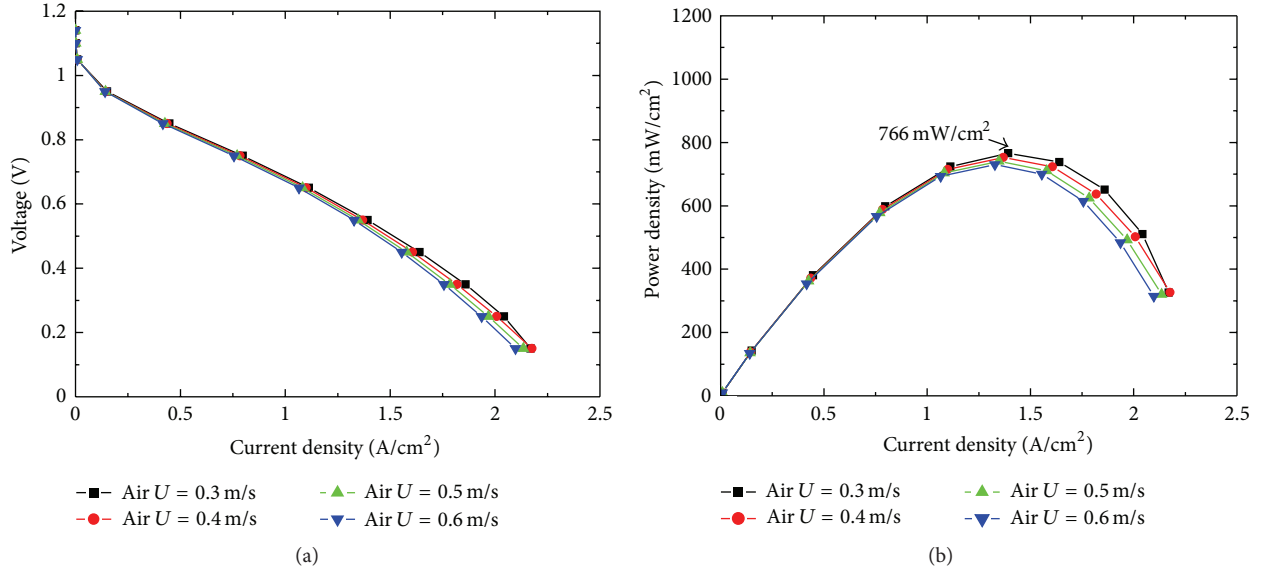 1.2
1
0.8
0.6
0.4
0.2
0
Voltage (V)
0 0.5 1 1.5 2 2.5
Current density (A/cm²)
Air U = 0.3 m/s
Air U = 0.4 m/s
Air U = 0.5 m/s
Air U = 0.6 m/s
(a)
1200
1000
800
600
400
200
0
Power density (mW/cm²)
766 mW/cm²
0.5 1 1.5 2 2.5
Current density (A/cm²)
Air U = 0.3 m/s
Air U = 0.4 m/s
Air U = 0.5 m/s
Air U = 0.6 m/s
(b)